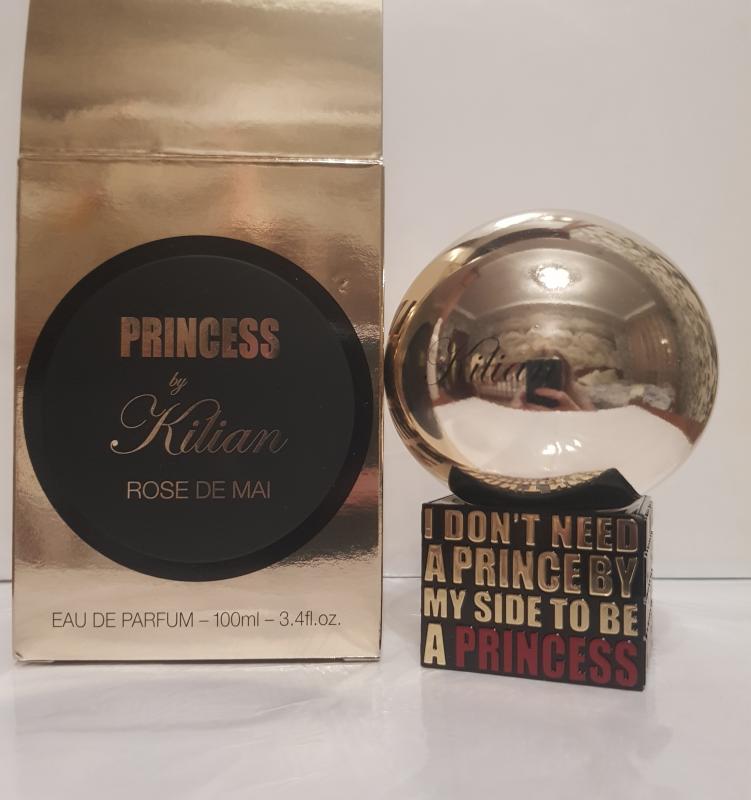 PRINCESS
by
Kilian
ROSE DE MAI
EAU DE PARFUM – 100ml – 3.4fl.oz.
Kilian
I DON'T NEED
A PRINCE BY
MY SIDE TO BE
A PRINCESS